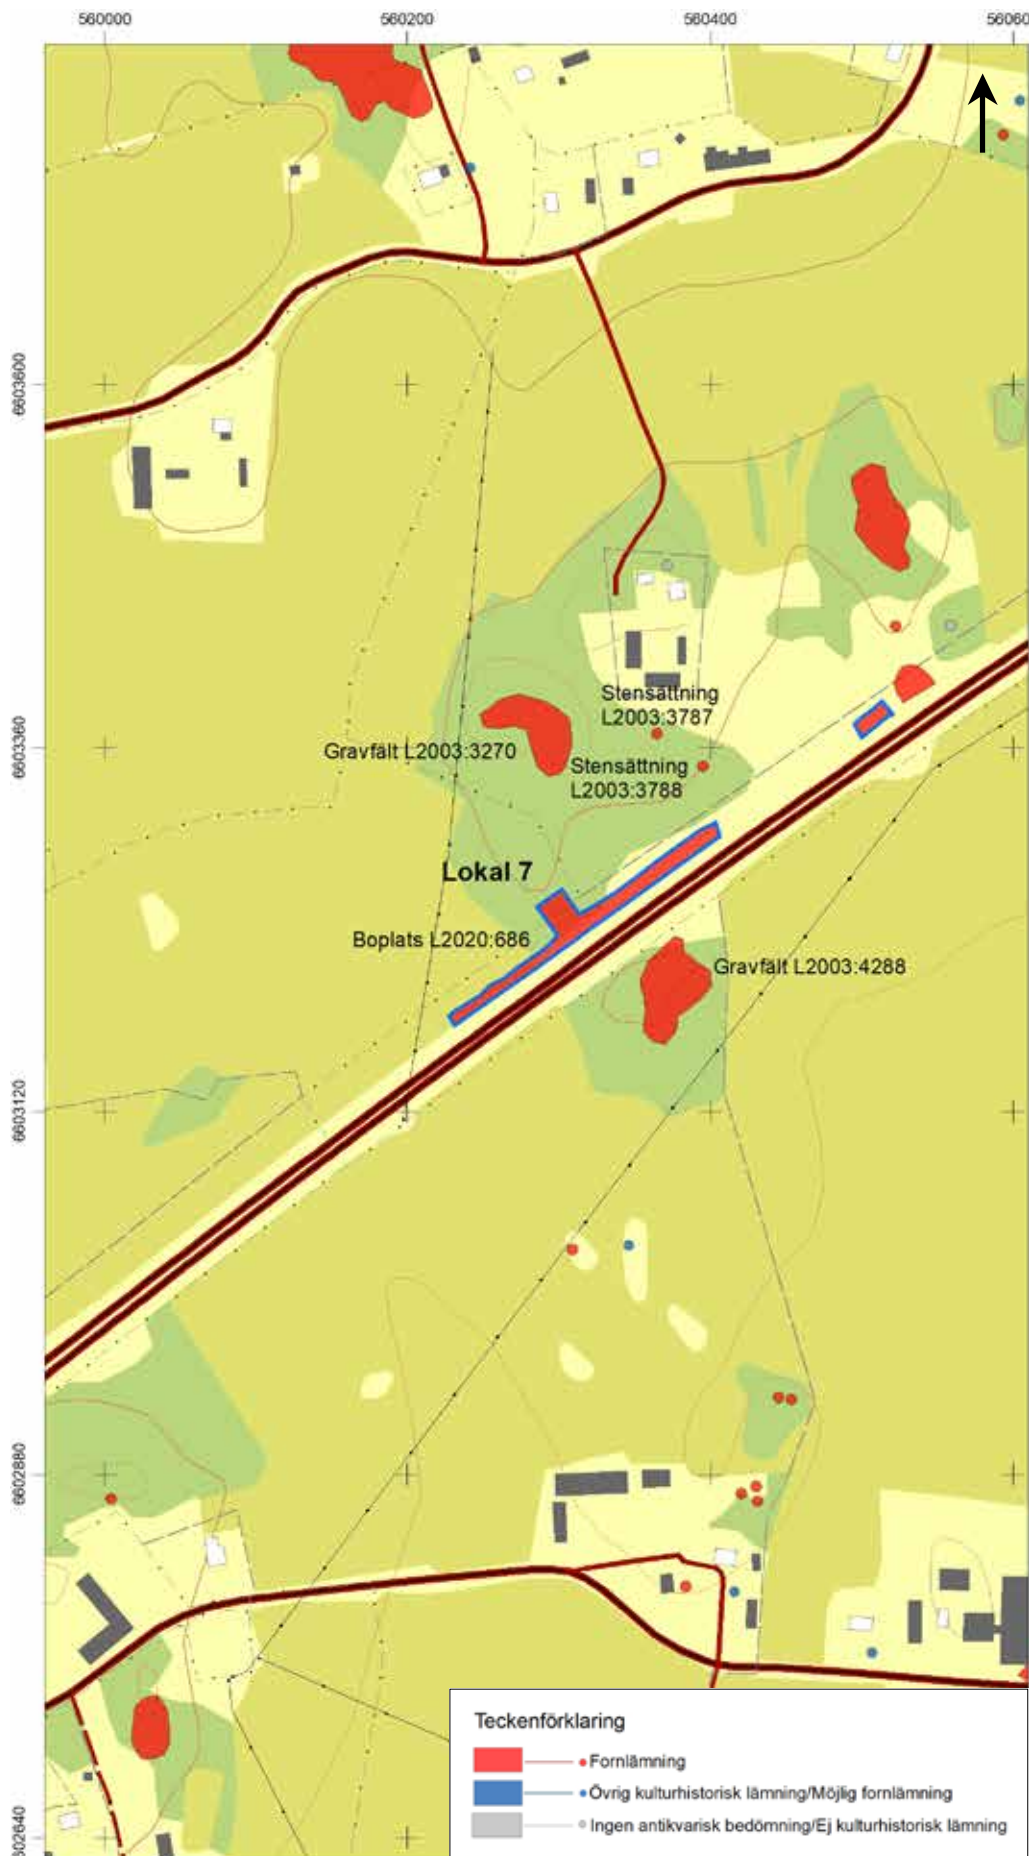 560000
560200
560400
56060
6603600
6603360
6603120
6602880
602640
Stensättning
L2003:3787
Gravfält L2003:3270
Stensättning
L2003:3788
Lokal 7
Boplats L2020:686
Gravfält L2003:4288
Teckenförklaring
Fornlämning
Övrig kulturhistorisk lämning/Möjlig fornlämning
Ingen antikvarisk bedömning/Ej kulturhistorisk lämning